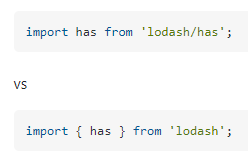 import has from 'lodash/has';
vs
import { has } from 'lodash';